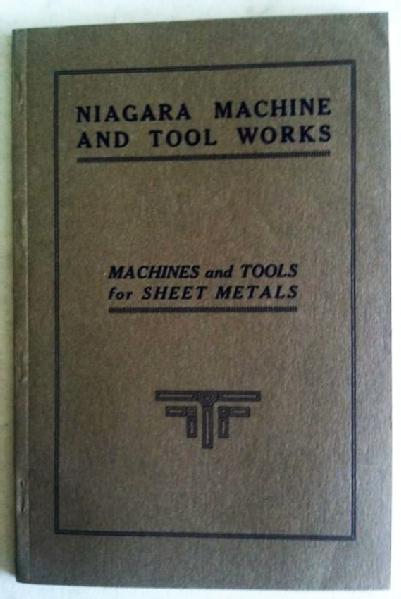 NIAGARA MACHINE
AND TOOL WORKS
MACHINES and TOOLS
for SHEET METALS